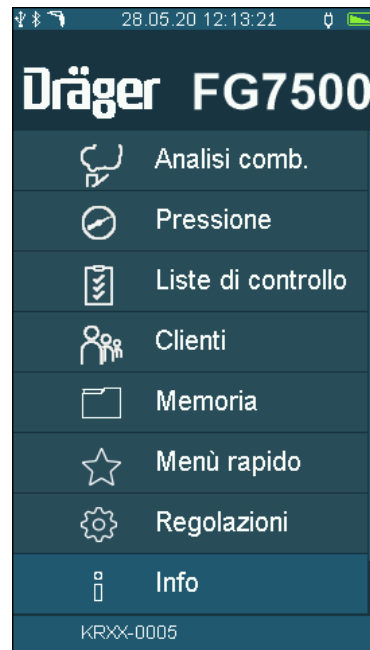 28.05.20 12:13:21
Dräger FG7500
Analisi comb.
Pressione
Liste di controllo
Clienti
Memoria
Menù rapido
Regolazioni
Info
KRXX-0005